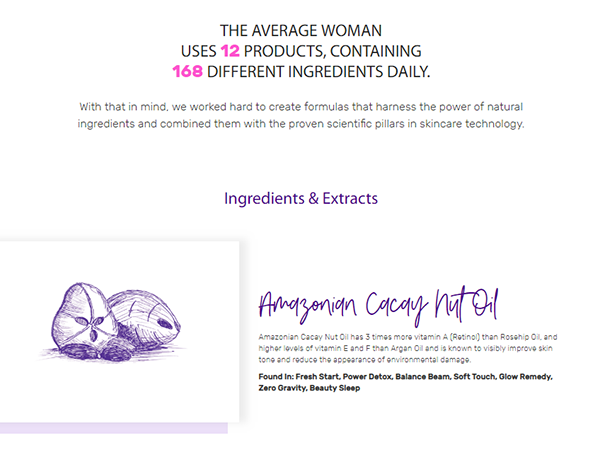 THE AVERAGE WOMAN
USES 12 PRODUCTS, CONTAINING
168 DIFFERENT INGREDIENTS DAILY.
With that in mind, we worked hard to create formulas that harness the power of natural
ingredients and combined them with the proven scientific pillars in skincare technology.
Ingredients & Extracts
Amazonian Cacay Nut Oil
Amazonian Cacay Nut Oil has 3 times more vitamin A (Retinol) than Rosehip Oil, and
higher levels of vitamin E and F than Argan Oil and is known to visibly improve skin
tone and reduce the appearance of environmental damage.
Found In: Fresh Start, Power Detox, Balance Beam, Soft Touch, Glow Remedy,
Zero Gravity, Beauty Sleep